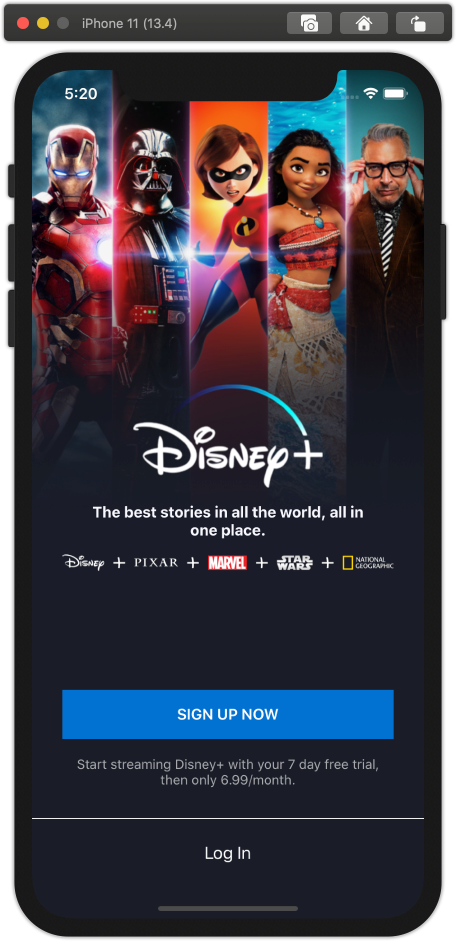 iPhone 11 (13.4)
5:20
Disney+
The best stories in all the world, all in
one place.
Disney + PIXAR + MARVEL + STAR WARS + NATIONAL GEOGRAPHIC
SIGN UP NOW
Start streaming Disney+ with your 7 day free trial,
then only 6.99/month.
Log In